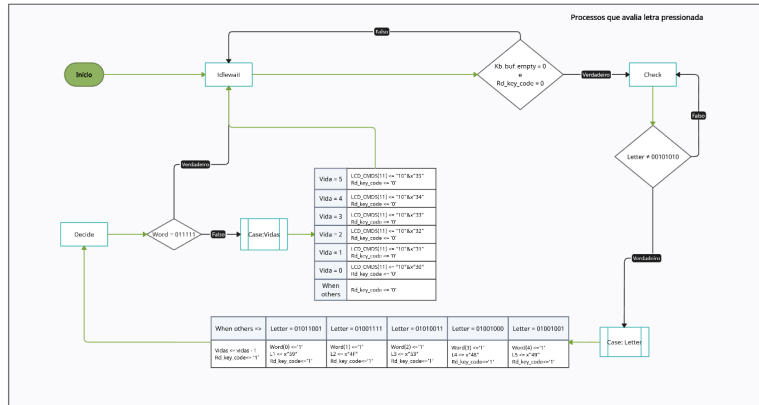 Processos que avalia letra pressionada
Falso
Início
Idlewait
Kb_buf_empty = 0
e
Rd_key_code = 0
Verdadeiro
Check
Falso
Letter ≠ 00101010
Verdadeiro
Verdadeiro
Decide
Word = 011111
Falso
Case:Vidas
Vida = 5
LCD_CMDS(11) <= "10"&x"35"
Rd_key_code <= '0'
Vida = 4
LCD_CMDS(11) <= "10"&x"34"
Rd_key_code <= '0'
Vida = 3
LCD_CMDS(11) <= "10"&x"33"
Rd_key_code <= '0'
Vida = 2
LCD_CMDS(11) <= "10"&x"32"
Rd_key_code <= '0'
Vida = 1
LCD_CMDS(11) <= "10"&x"31"
Rd_key_code <= '0'
Vida = 0
LCD_CMDS(11) <= "10"&x"30"
Rd_key_code <= '0'
When
others
Rd_key_code <= '0'
When others =>
Letter = 01011001
Letter = 01001111
Letter = 01010011
Letter = 01001000
Letter = 01001001
Vidas <= vidas - 1
Rd_key_code<= '1'
Word(0) <='1'
L1 <= x"59"
Rd_key_code<='1'
Word(1) <='1'
L2 <= x"4F"
Rd_key_code<='1'
Word(2) <='1'
L3 <= x"53"
Rd_key_code<='1'
Word(3) <='1'
L4 <= x"48"
Rd_key_code<='1'
Word(4) <='1'
L5 <= x"49"
Rd_key_code<='1'
Case: Letter